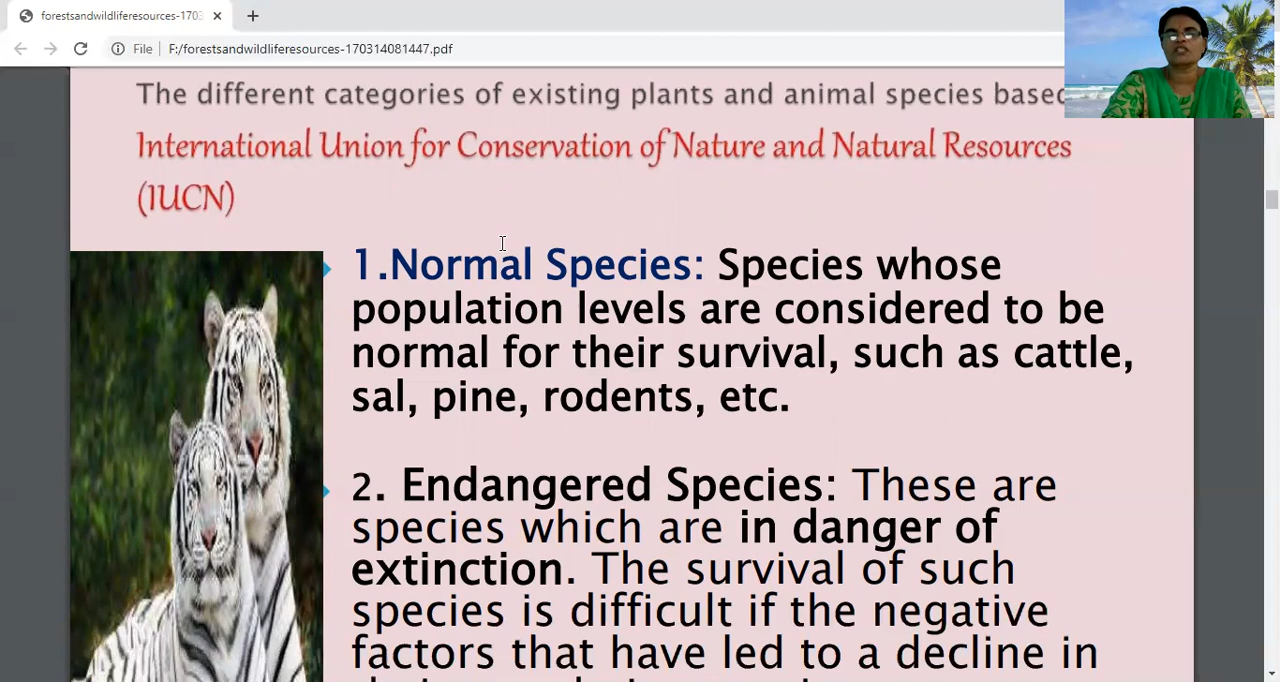 forestsandwildliferesources-1703
File
F:/forestsandwildliferesources-170314081447.pdf
The different categories of existing plants and animal species based
International Union for Conservation of Nature and Natural Resources
(IUCN)
1.Normal Species: Species whose
population levels are considered to be
normal for their survival, such as cattle,
sal, pine, rodents, etc.
2. Endangered Species: These are
species which are in danger of
extinction. The survival of such
species is difficult if the negative
factors that have led to a decline in